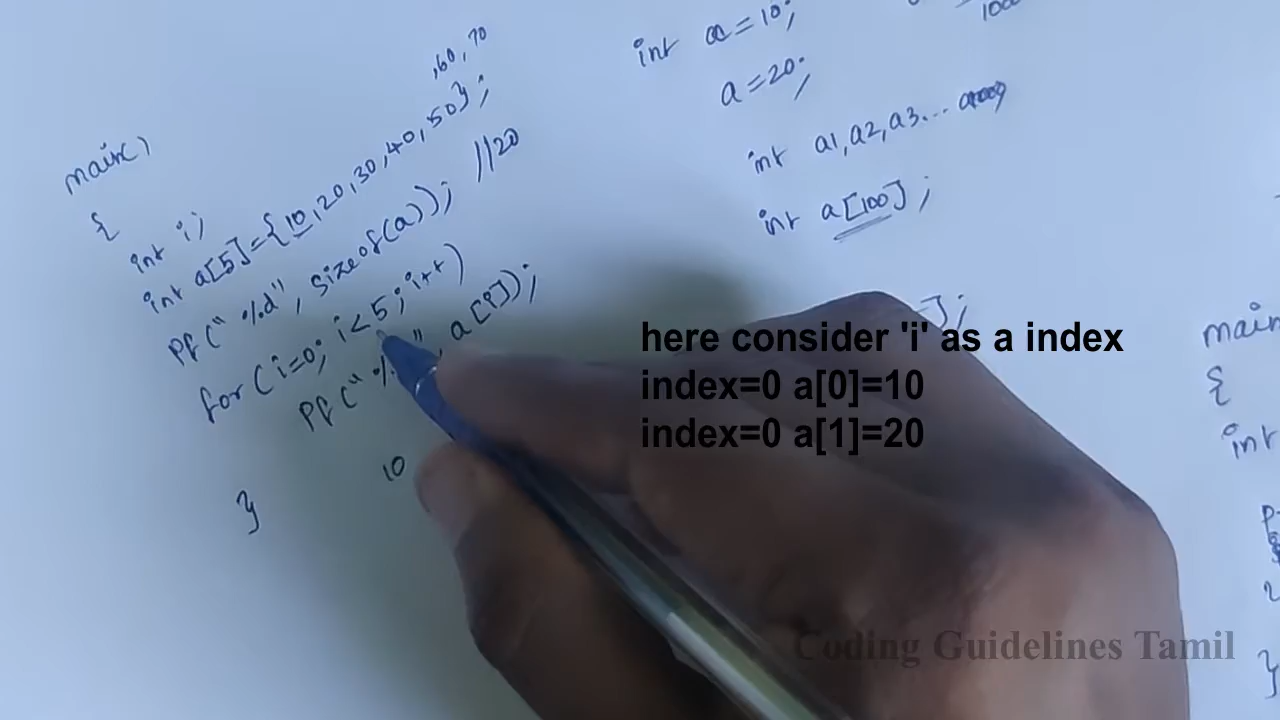 main()
{
int i;
,60,70
int a[5]={10,20,30,40,50};
Pf("%d", sizeof(a)); //20
for(i=0; i<5; i++)
Pf("%", a[i]);
10
}
int a=10;
a=20;
int a1,a2,a3...
int a[100];
];
here consider 'i' as a index
index=0 a[0]=10
index=0 a[1]=20
main
{
int
}
Coding Guidelines Tamil